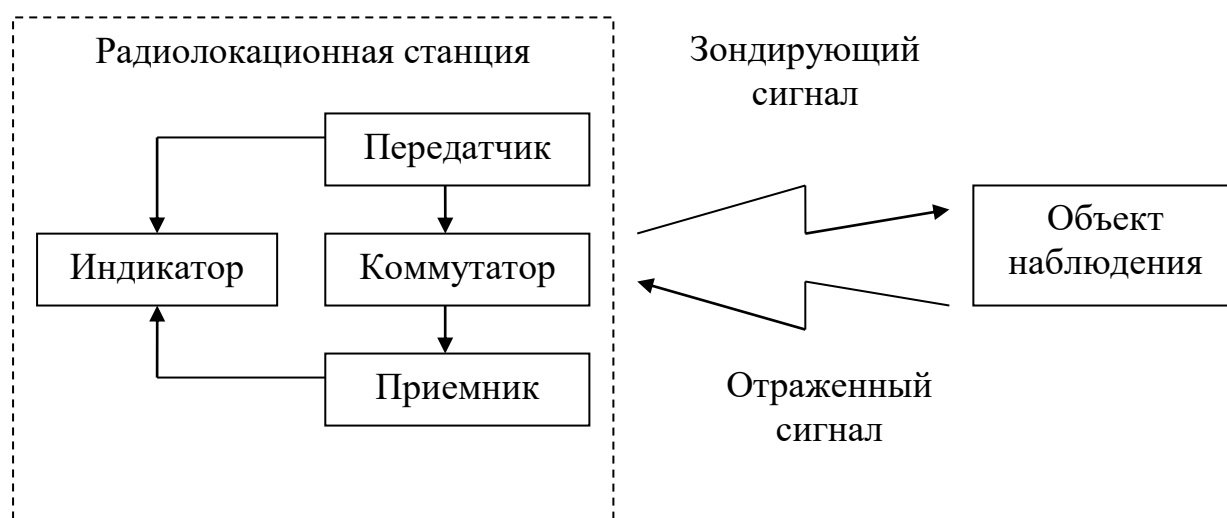 Радиолокационная станция
Зондирующий
сигнал
Передатчик
Индикатор
Коммутатор
Объект
наблюдения
Приемник
Отраженный
сигнал